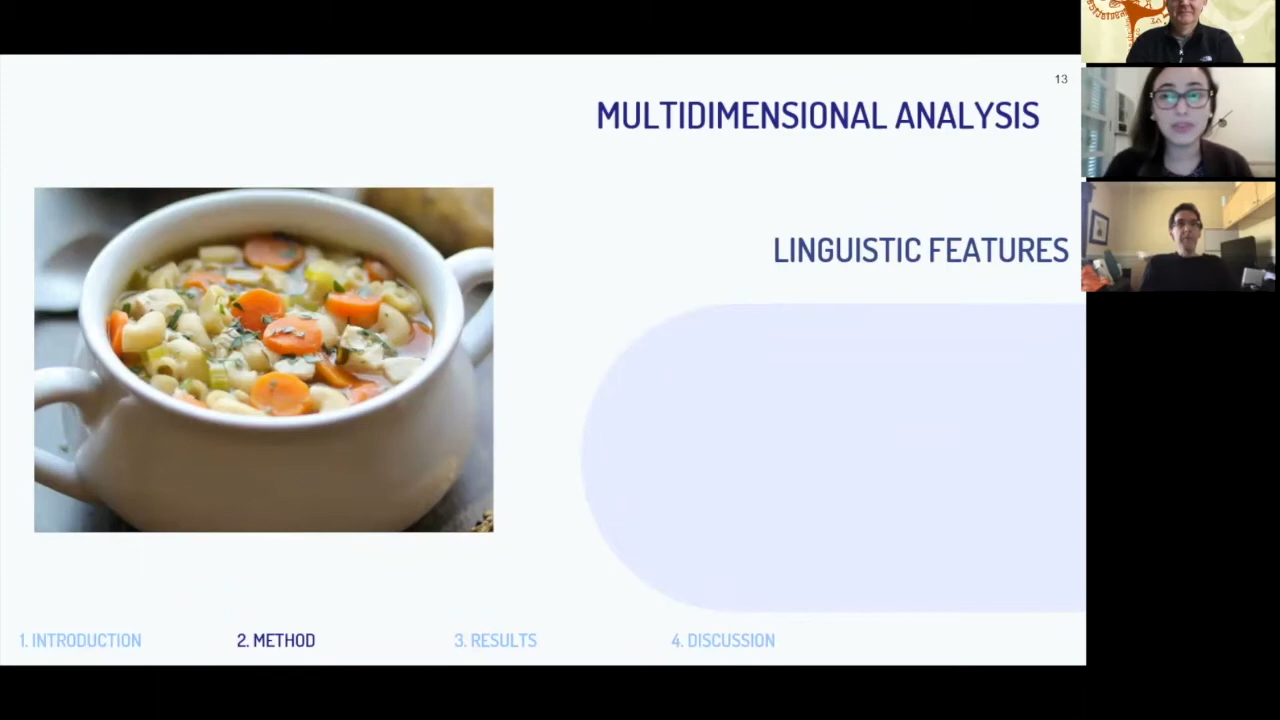 13
MULTIDIMENSIONAL ANALYSIS
LINGUISTIC FEATURES
1. INTRODUCTION
2. METHOD
3. RESULTS
4. DISCUSSION